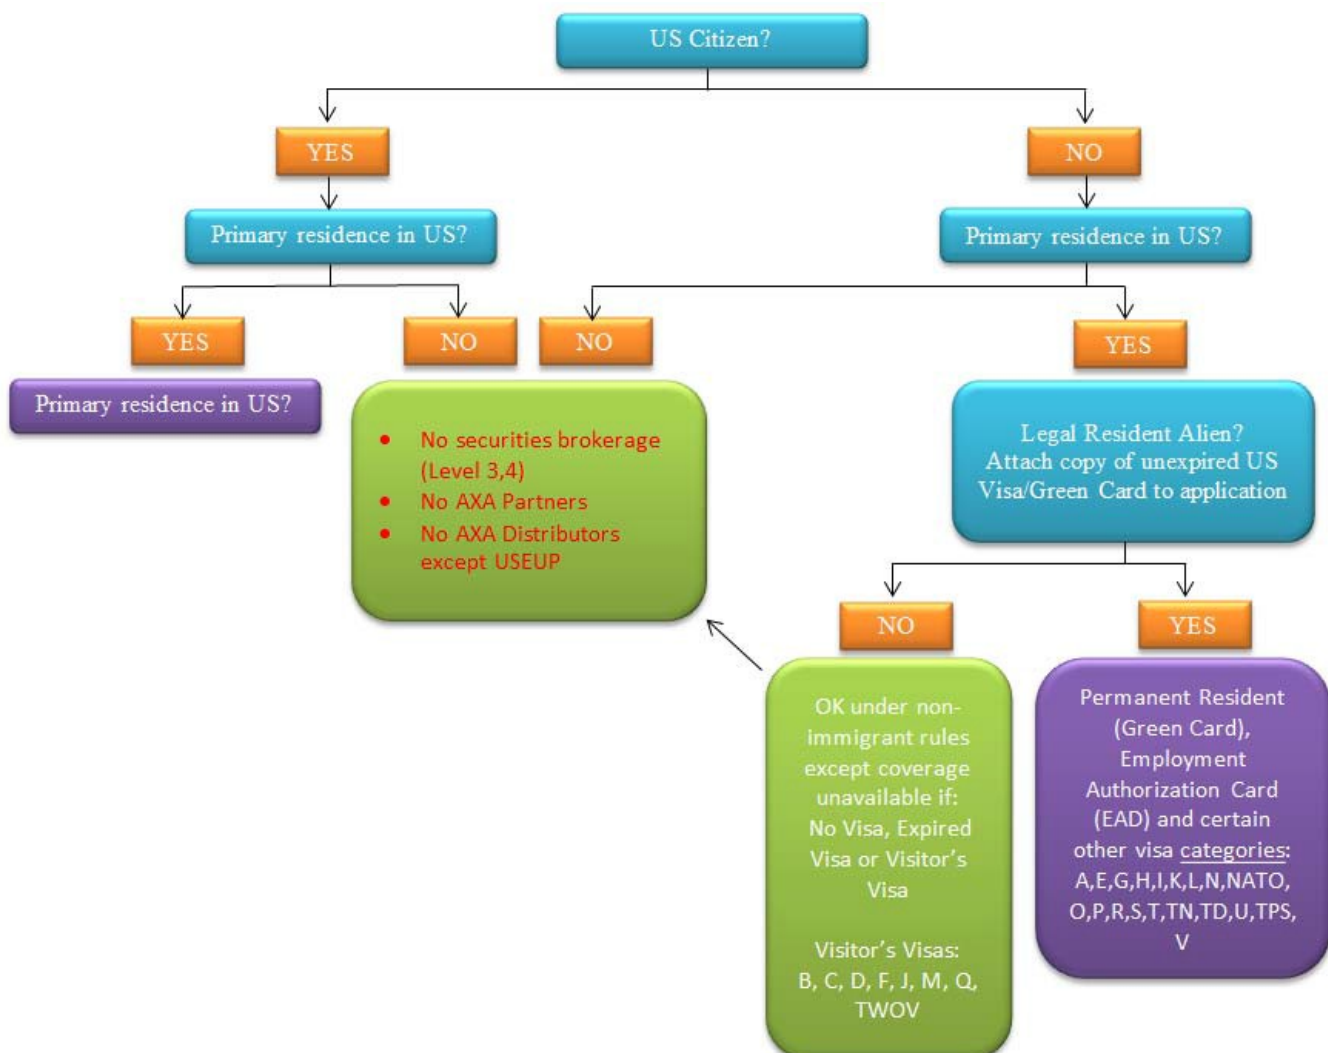 US Citizen?
YES
NO
Primary residence in US?
Primary residence in US?
YES
NO
NO
YES
Primary residence in US?
• No securities brokerage
(Level 3,4)
• No AXA Partners
• No AXA Distributors
except USEUP
Legal Resident Alien?
Attach copy of unexpired US
Visa/Green Card to application
NO
YES
OK under non-
immigrant rules
except coverage
unavailable if:
No Visa, Expired
Visa or Visitor’s
Visa
Visitor’s Visas:
B, C, D, F, J, M, Q,
TWOV
Permanent Resident
(Green Card),
Employment
Authorization Card
(EAD) and certain
other visa categories:
A,E,G,H,I,K,L,N,NATO,
O,P,R,S,T,TN,TD,U,TPS,
V